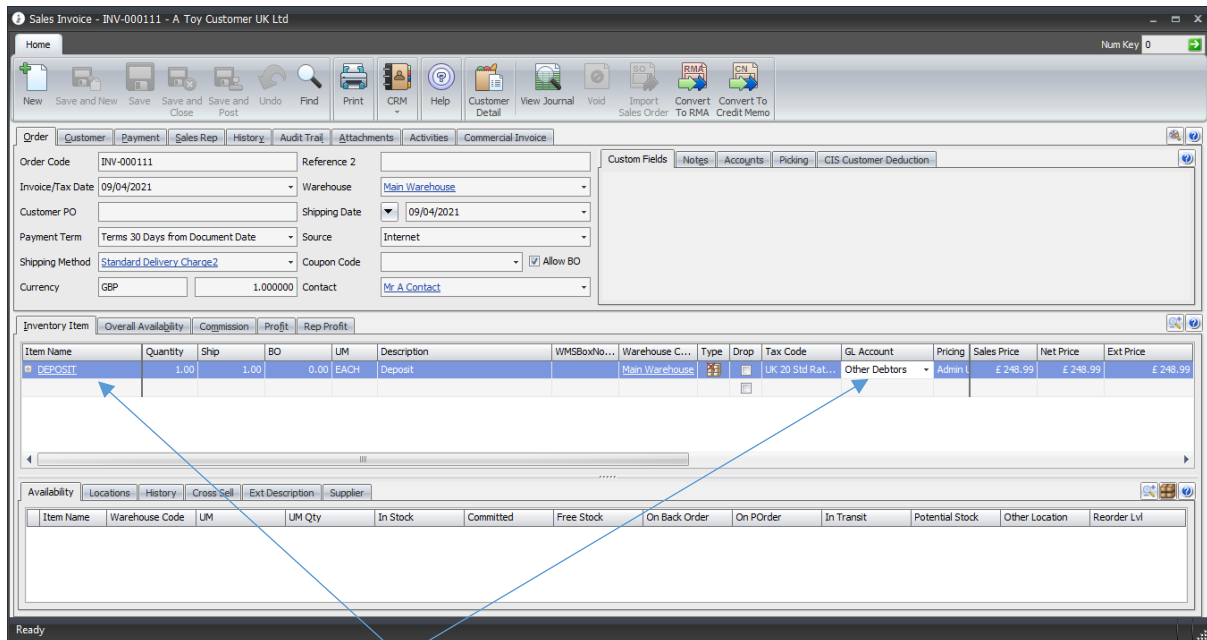 Sales Invoice - INV-000111 - A Toy Customer UK Ltd
Home Num Key 0
New Save and New Save Save and Close Save and Post Undo Find Print CRM Help Customer Detail View Journal Void Import Sales Order Convert To RMA Convert To Credit Memo
SO RMA CN
Order Customer Payment Sales Rep History Audit Trail Attachments Activities Commercial Invoice
Order Code INV-000111 Reference 2
Custom Fields Notes Accounts Picking CIS Customer Deduction
Invoice/Tax Date 09/04/2021 Warehouse Main Warehouse
Customer PO Shipping Date 09/04/2021
Payment Term Terms 30 Days from Document Date Source Internet
Shipping Method Standard Delivery Charge2 Coupon Code Allow BO
Currency GBP 1.000000 Contact Mr A Contact
Inventory Item Overall Availability Commission Profit Rep Profit
Item Name Quantity Ship BO UM Description WMSBoxNo... Warehouse C... Type Drop Tax Code GL Account Pricing Sales Price Net Price Ext Price
DEPOSIT 1.00 1.00 0.00 EACH Deposit Main Warehouse UK 20 Std Rat... Other Debtors Admin £ 248.99 £ 248.99 £ 248.99
Availability Locations History Cross Sell Ext Description Supplier
Item Name Warehouse Code UM UM Qty In Stock Committed Free Stock On Back Order On POrder In Transit Potential Stock Other Location Reorder Lvl
Ready